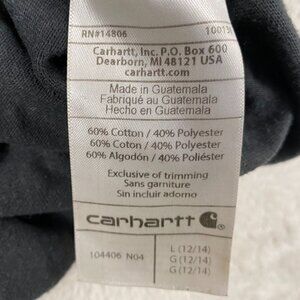 RN#14806
Carhartt, Inc. P.O. Box 600
Dearborn, MI 48121 USA
carhartt.com
Made in Guatemala
Fabriqué au Guatemala
Hecho en Guatemala
60% Cotton / 40% Polyester
60% Coton / 40% Polyester
60% Algodón / 40% Poliéster
Exclusive of trimming
Sans garniture
Sin incluir adorno
carhartt
104406 N04
L (12/14)
G (12/14)
G (12/14)